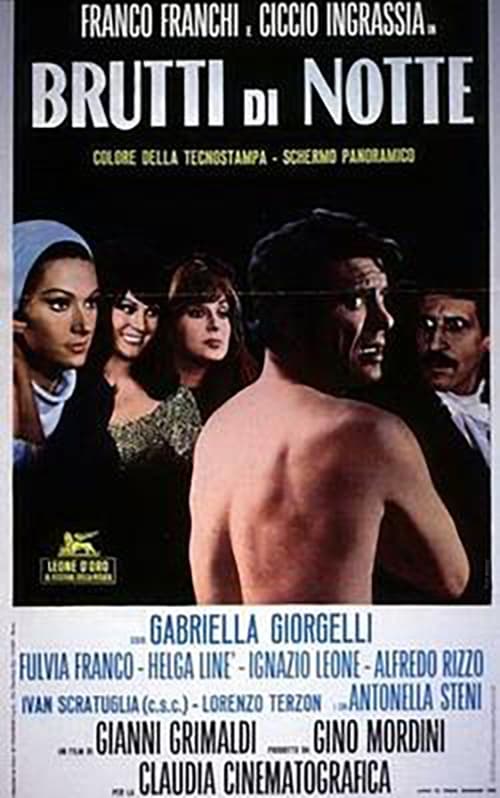 FRANCO FRANCHI E CICCIO INGRASSIA IN
BRUTTI DI NOTTE
COLORE DELLA TECNOSTAMPA - SCHERMO PANORAMICO
LEONE D'ORO
CON GABRIELLA GIORGELLI
FULVIA FRANCO - HELGA LINE' - IGNAZIO LEONE - ALFREDO RIZZO
IVAN SCRATUGLIA (C.S.C.) - LORENZO TERZON E CON ANTONELLA STENI
UN FILM DI GIANNI GRIMALDI PRODOTTO DA GINO MORDINI
PER LA CLAUDIA CINEMATOGRAFICA